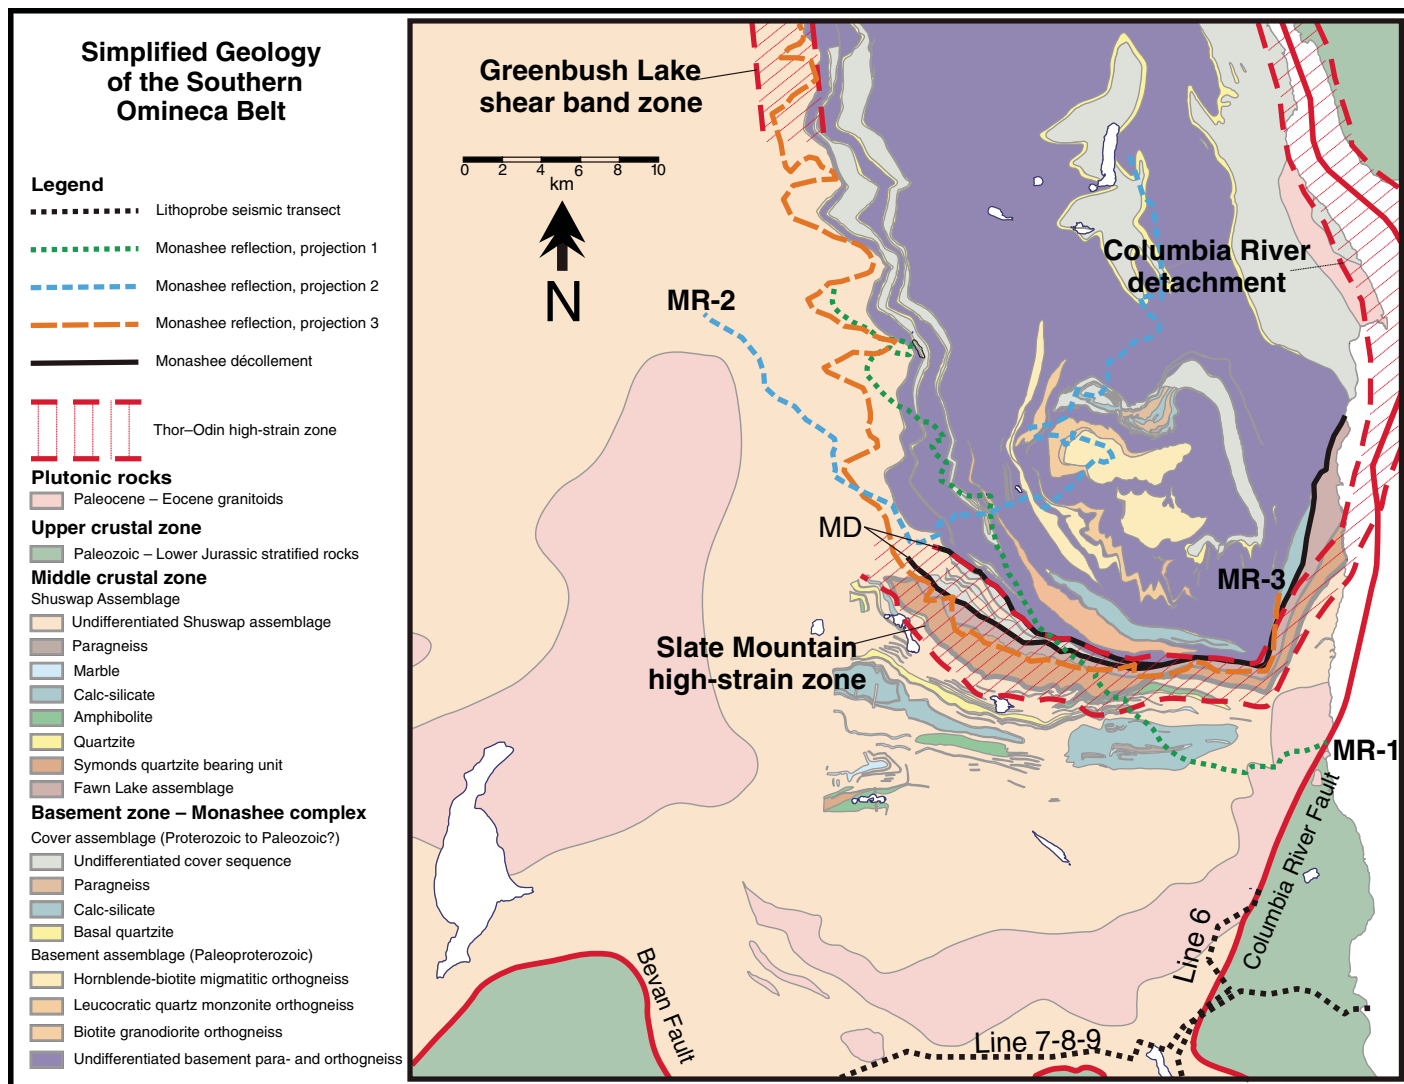 Simplified Geology
of the Southern
Omineca Belt
Legend
Lithoprobe seismic transect
Monashee reflection, projection 1
Monashee reflection, projection 2
Monashee reflection, projection 3
Monashee décollement
Thor–Odin high-strain zone
Plutonic rocks
Paleocene – Eocene granitoids
Upper crustal zone
Paleozoic – Lower Jurassic stratified rocks
Middle crustal zone
Shuswap Assemblage
Undifferentiated Shuswap assemblage
Paragneiss
Marble
Calc-silicate
Amphibolite
Quartzite
Symonds quartzite bearing unit
Fawn Lake assemblage
Basement zone – Monashee complex
Cover assemblage (Proterozoic to Paleozoic?)
Undifferentiated cover sequence
Paragneiss
Calc-silicate
Basal quartzite
Basement assemblage (Paleoproterozoic)
Hornblende-biotite migmatitic orthogneiss
Leucocratic quartz monzonite orthogneiss
Biotite granodiorite orthogneiss
Undifferentiated basement para- and orthogneiss
Greenbush Lake
shear band zone
0 2 4 6 8 10
km
N
MR-2
Columbia River
detachment
MD
MR-3
Slate Mountain
high-strain zone
MR-1
Columbia River Fault
Line 6
Bevan Fault
Line 7-8-9